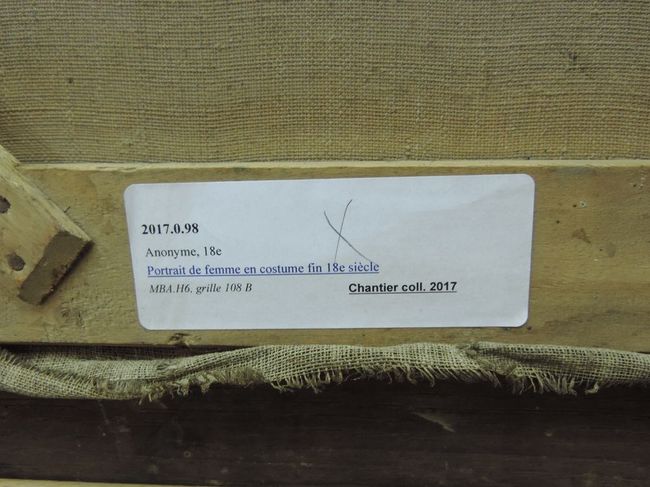 2017.0.98
Anonyme, 18e
Portrait de femme en costume fin 18e siècle
MBA.H6, grille 108 B
Chantier coll. 2017